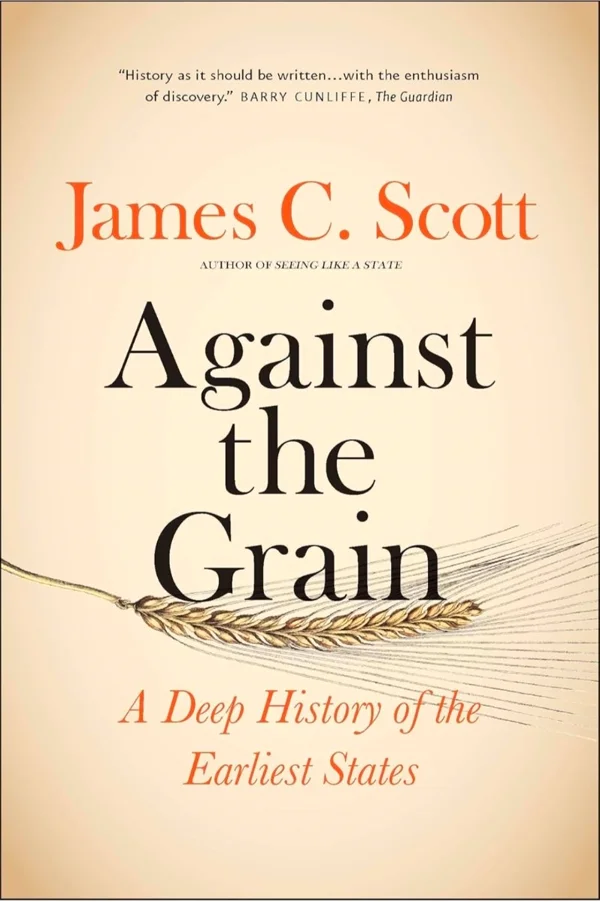 “History as it should be written...with the enthusiasm
of discovery.” BARRY CUNLIFFE, The Guardian
James C. Scott
AUTHOR OF SEEING LIKE A STATE
Against
the
Grain
A Deep History of the
Earliest States